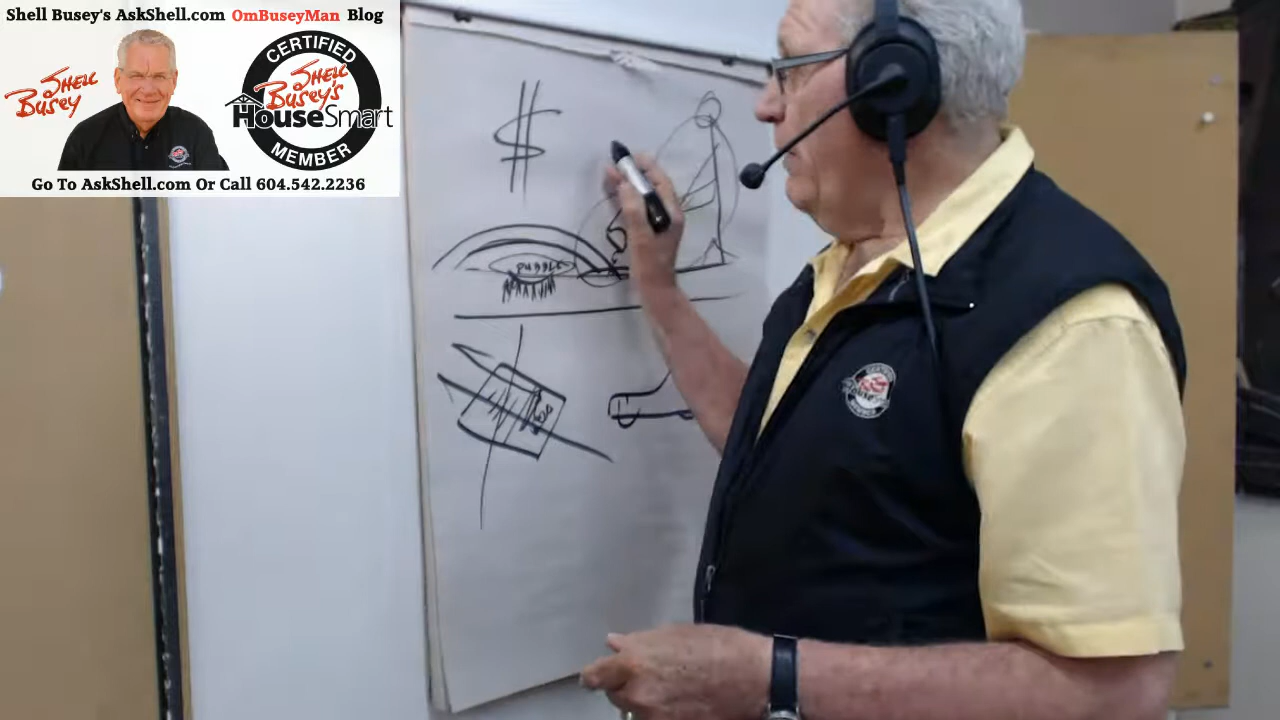 Shell Busey's AskShell.com OmBuseyMan Blog
SHELL
BUSEY
CERTIFIED
SHELL
BUSEY'S
HouseSmart
MEMBER
Go To AskShell.com Or Call 604.542.2236
$
PUDDLE